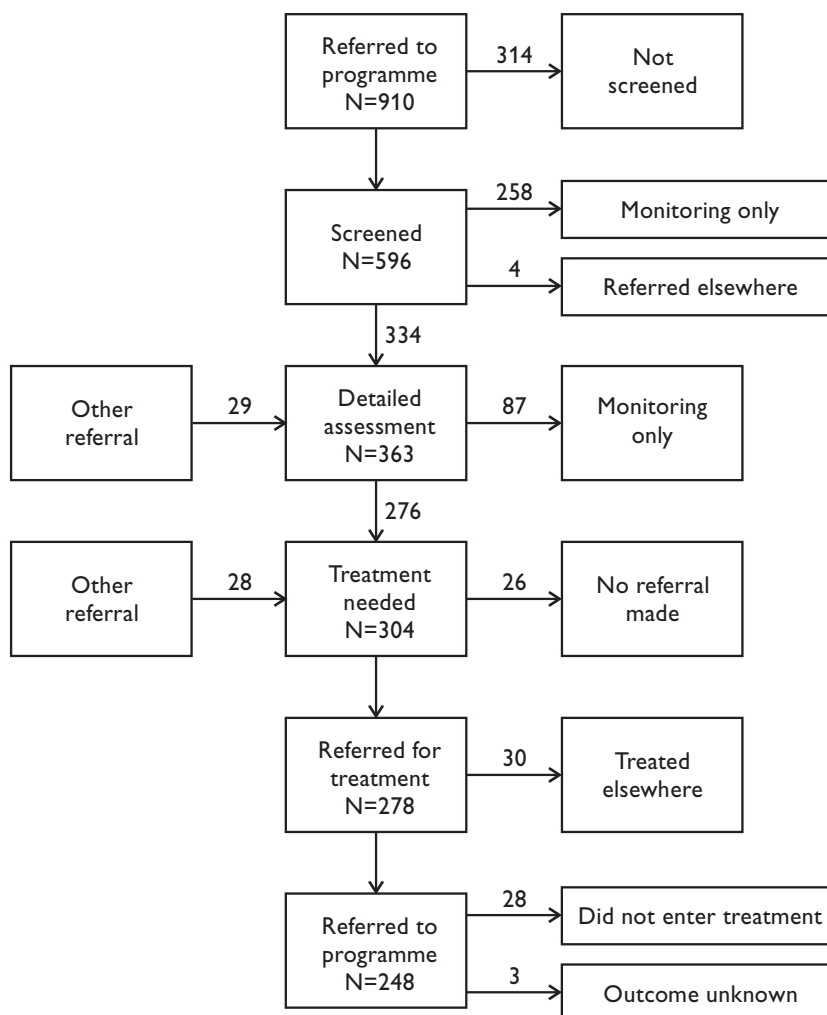 Referred to
programme
N=910
314
Not
screened
Screened
N=596
258
Monitoring only
4
Referred elsewhere
334
Other
referral
29
Detailed
assessment
N=363
87
Monitoring
only
276
Other
referral
28
Treatment
needed
N=304
26
No referral
made
Referred for
treatment
N=278
30
Treated
elsewhere
Referred to
programme
N=248
28
Did not enter treatment
3
Outcome unknown